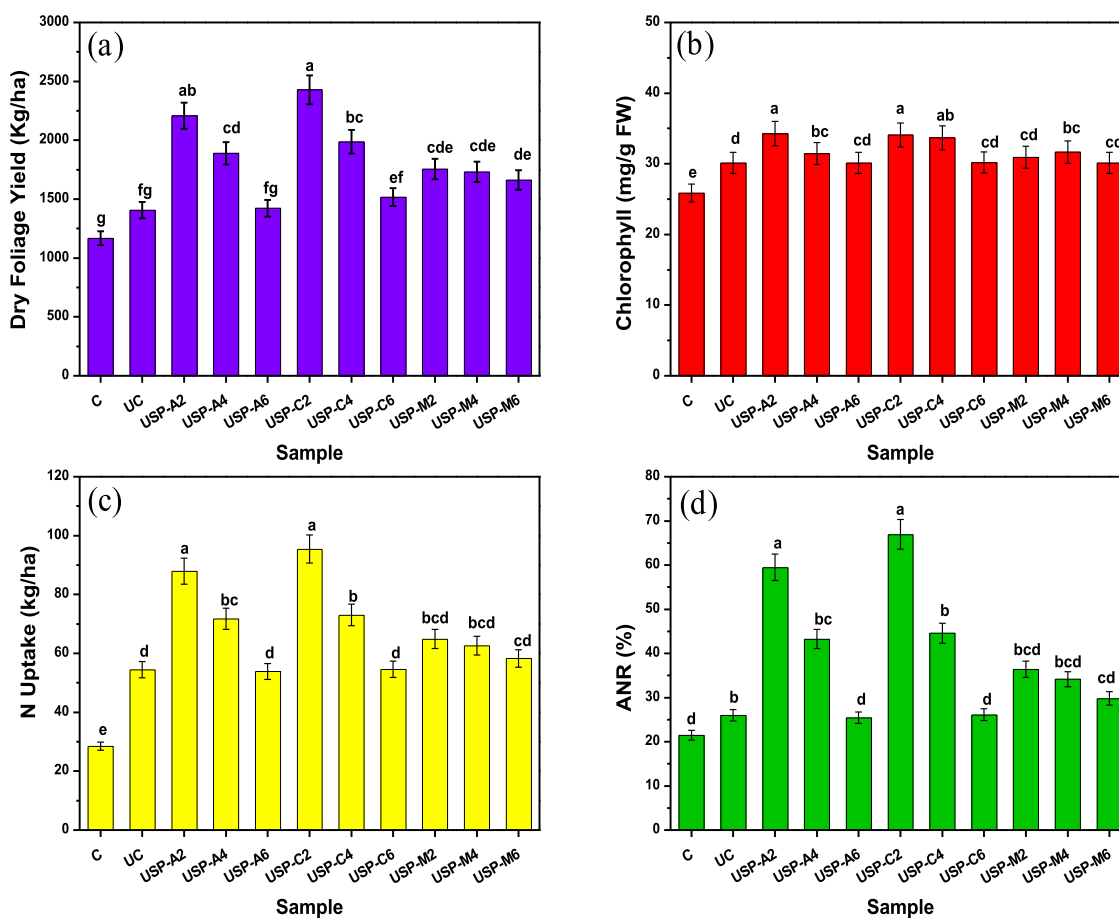 (a)
Dry Foliage Yield (Kg/ha)
3000
2500
2000
1500
1000
500
0
g
fg
ab
cd
fg
a
bc
ef
cde
cde
de
C
UC
USP-A2
USP-A4
USP-A6
USP-C2
USP-C4
USP-C6
USP-M2
USP-M4
USP-M6
Sample
(b)
Chlorophyll (mg/g FW)
50
40
30
20
10
0
e
d
a
bc
cd
a
ab
cd
cd
bc
cd
C
UC
USP-A2
USP-A4
USP-A6
USP-C2
USP-C4
USP-C6
USP-M2
USP-M4
USP-M6
Sample
(c)
N Uptake (kg/ha)
120
100
80
60
40
20
0
e
d
a
bc
d
a
b
d
bcd
bcd
cd
C
UC
USP-A2
USP-A4
USP-A6
USP-C2
USP-C4
USP-C6
USP-M2
USP-M4
USP-M6
Sample
(d)
ANR (%)
80
70
60
50
40
30
20
10
0
d
b
a
bc
d
a
b
d
bcd
bcd
cd
C
UC
USP-A2
USP-A4
USP-A6
USP-C2
USP-C4
USP-C6
USP-M2
USP-M4
USP-M6
Sample